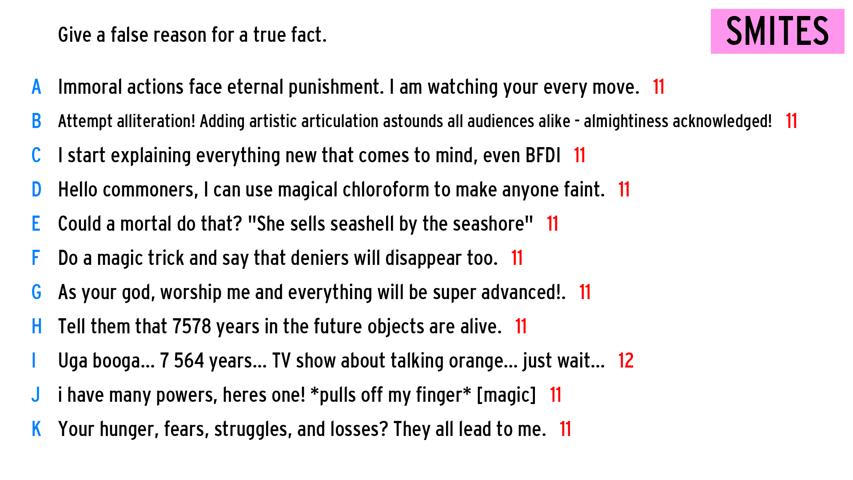 Give a false reason for a true fact.
SMITES
A Immoral actions face eternal punishment. I am watching your every move. 11
B Attempt alliteration! Adding artistic articulation astounds all audiences alike - almightiness acknowledged! 11
C I start explaining everything new that comes to mind, even BFDI 11
D Hello commoners, I can use magical chloroform to make anyone faint. 11
E Could a mortal do that? "She sells seashell by the seashore" 11
F Do a magic trick and say that deniers will disappear too. 11
G As your god, worship me and everything will be super advanced!. 11
H Tell them that 7578 years in the future objects are alive. 11
I Uga booga... 7 564 years... TV show about talking orange... just wait... 12
J i have many powers, heres one! *pulls off my finger* [magic] 11
K Your hunger, fears, struggles, and losses? They all lead to me. 11